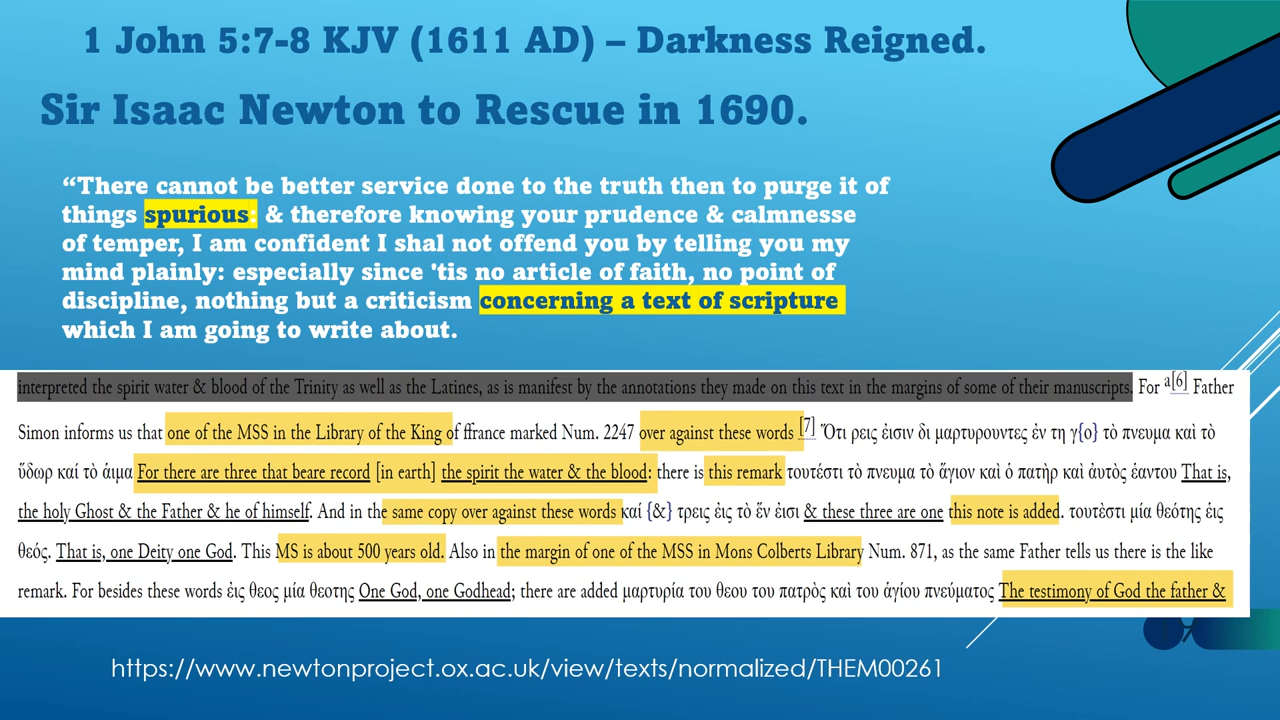 1 John 5:7-8 KJV (1611 AD) – Darkness Reigned.
Sir Isaac Newton to Rescue in 1690.
“There cannot be better service done to the truth then to purge it of
things spurious: & therefore knowing your prudence & calmnesse
of temper, I am confident I shal not offend you by telling you my
mind plainly: especially since 'tis no article of faith, no point of
discipline, nothing but a criticism concerning a text of scripture
which I am going to write about.
interpreted the spirit water & blood of the Trinity as well as the Latines, as is manifest by the annotations they made on this text in the margins of some of their manuscripts. For a[6] Father
Simon informs us that one of the MSS in the Library of the King of ffrance marked Num. 2247 over against these words [7] Ὅτι ρεις ἐισιν δι μαρτυρουντες ἐν τη γ{ο} τὸ πνευμα καὶ τὸ
ὕδωρ καί τὸ ἁιμα For there are three that beare record [in earth] the spirit the water & the blood: there is this remark τουτέστι τὸ πνευμα τὸ ἅγιον καὶ ὁ πατὴρ καὶ ἀυτὸς ἑαυτου That is,
the holy Ghost & the Father & he of himself. And in the same copy over against these words καί {&} τρεις ἐις τὸ ἕν ἐισι & these three are one this note is added. τουτὲστι μία θεότης ἐις
θεός. That is, one Deity one God. This MS is about 500 years old. Also in the margin of one of the MSS in Mons Colberts Library Num. 871, as the same Father tells us there is the like
remark. For besides these words ἐις θεος μία θεοτης One God, one Godhead; there are added μαρτυρία του θεου του πατρὸς καὶ του ἁγίου πνεύματος The testimony of God the father &
https://www.newtonproject.ox.ac.uk/view/texts/normalized/THEM00261